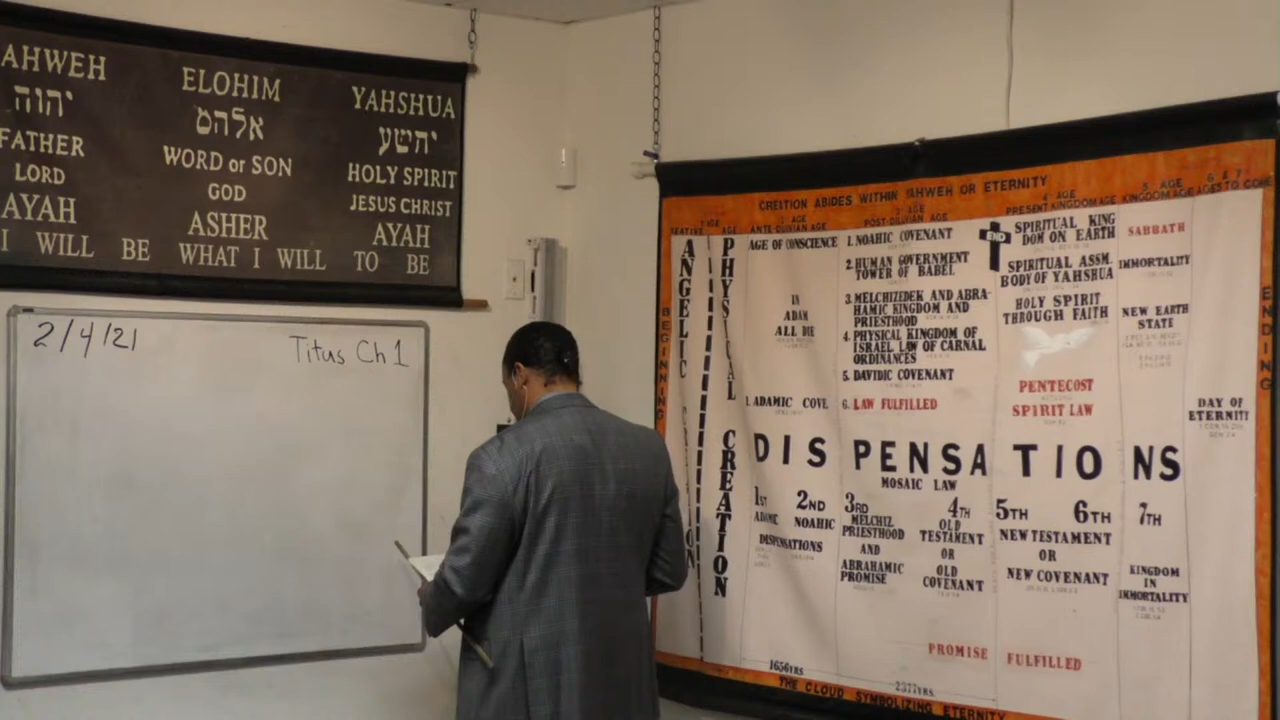 AHWEH ELOHIM YAHSHUA
יהוה אלהם יהשע
FATHER WORD or SON HOLY SPIRIT
LORD GOD JESUS CHRIST
AYAH ASHER AYAH
I WILL BE WHAT I WILL TO BE
2/4/21 Titus Ch 1
CREITION ABIDES WITHIN YAHWEH OR ETERNITY
ANTE-DILUVIAN AGE
POST-DILUVIAN AGE
PRESENT KINGDOM AGE
KINGDOM AGE
AGES TO COME
BEGINNING
ANGELIC
PHYSICAL CREATION
AGE OF CONSCIENCE
IN
ADAM
ALL DIE
1. ADAMIC COVE.
1. NOAHIC COVENANT
2. HUMAN GOVERNMENT
TOWER OF BABEL
3. MELCHIZEDEK AND ABRA-
HAMIC KINGDOM AND
PRIESTHOOD
4. PHYSICAL KINGDOM OF
ISRAEL LAW OF CARNAL
ORDINANCES
5. DAVIDIC COVENANT
6. LAW FULFILLED
END
SPIRITUAL KING
DOM ON EARTH
SPIRITUAL ASSM.
BODY OF YAHSHUA
HOLY SPIRIT
THROUGH FAITH
PENTECOST
SPIRIT LAW
SABBATH
IMMORTALITY
NEW EARTH
STATE
DAY OF
ETERNITY
ENDING
DISPENSATIONS
MOSAIC LAW
1ST 2ND 3RD 4TH 5TH 6TH 7TH
ADAMIC NOAHIC
DISPENSATIONS
MELCHIZ
PRIESTHOOD
AND
ABRAHAMIC
PROMISE
OLD
TESTAMENT
OR
OLD
COVENANT
NEW TESTAMENT
OR
NEW COVENANT
KINGDOM
IN
IMMORTALITY
PROMISE FULFILLED
1656YRS.
2377YRS.
THE CLOUD SYMBOLIZING ETERNITY